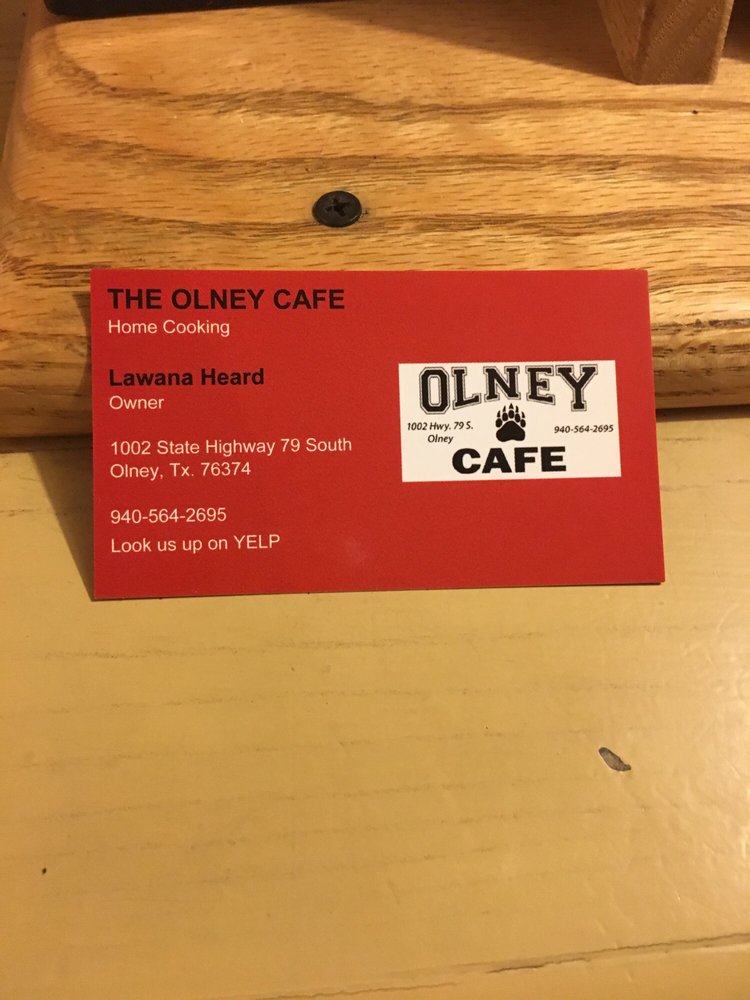 THE OLNEY CAFE
Home Cooking
Lawana Heard
Owner
1002 State Highway 79 South
Olney, Tx. 76374
940-564-2695
Look us up on YELP
OLNEY
1002 Hwy. 79 S.
Olney
940-564-2695
CAFE